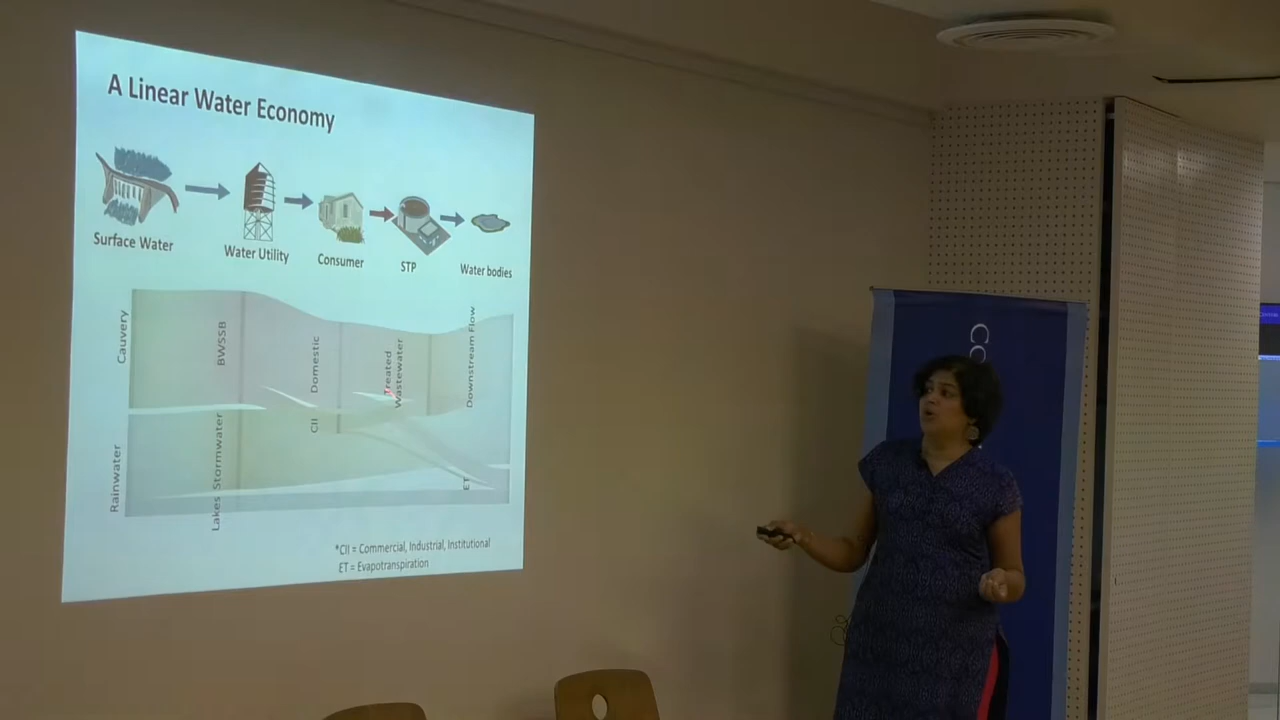 A Linear Water Economy
Surface Water
Water Utility
Consumer
STP
Water bodies
Cauvery
BWSSB
Domestic
Treated
Wastewater
Downstream Flow
CII
Rainwater
Lakes Stormwater
ET
*CII = Commercial, Industrial, Institutional
ET = Evapotranspiration